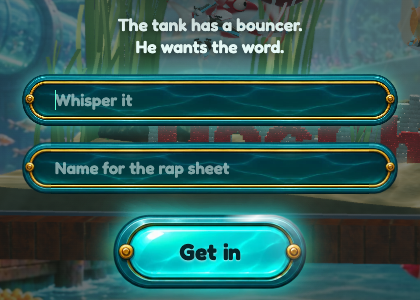 The tank has a bouncer.
He wants the word.
Whisper it
Name for the rap sheet
Get in